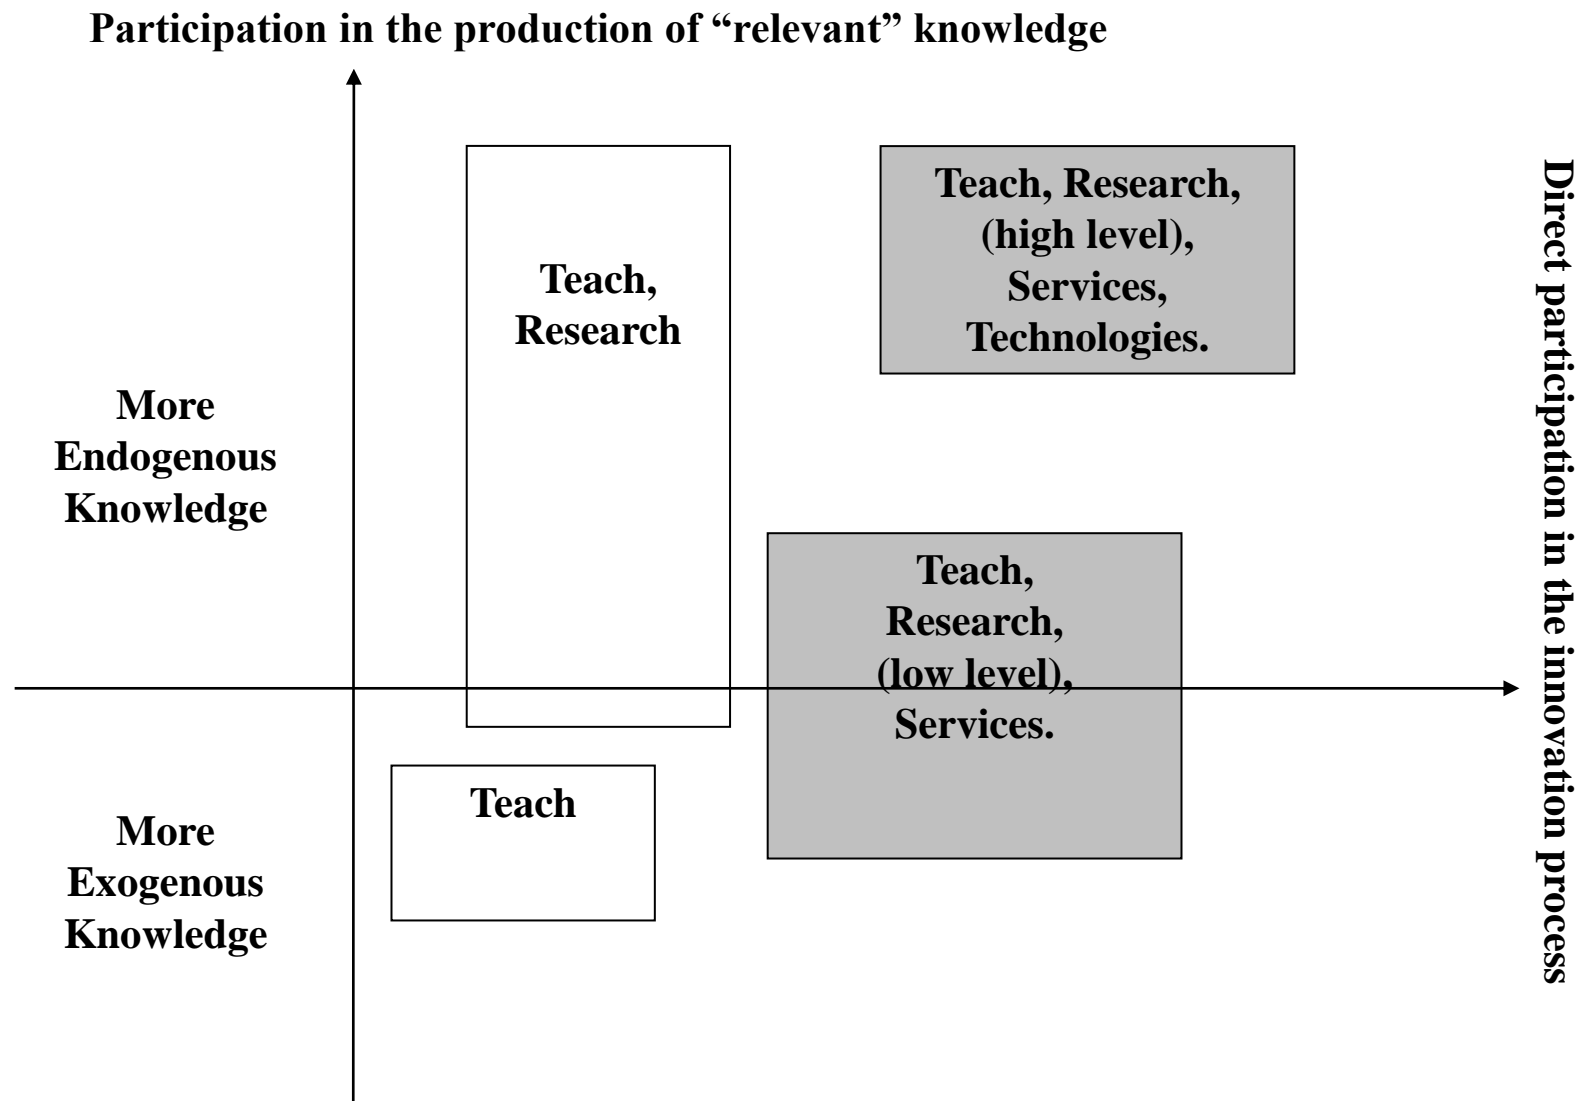 Participation in the production of “relevant” knowledge
Teach,
Research
Teach, Research,
(high level),
Services,
Technologies.
Direct participation in the innovation process
More
Endogenous
Knowledge
Teach,
Research,
(low level),
Services.
Teach
More
Exogenous
Knowledge